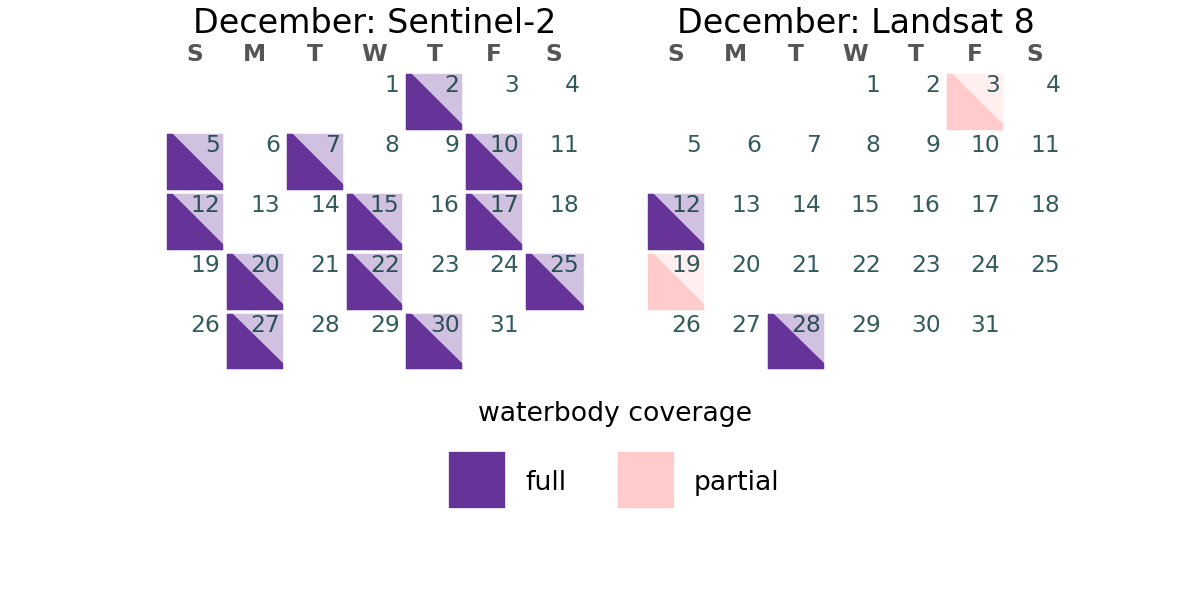 December: Sentinel-2
S M T W T F S
1 2 3 4
5 6 7 8 9 10 11
12 13 14 15 16 17 18
19 20 21 22 23 24 25
26 27 28 29 30 31
December: Landsat 8
S M T W T F S
1 2 3 4
5 6 7 8 9 10 11
12 13 14 15 16 17 18
19 20 21 22 23 24 25
26 27 28 29 30 31
waterbody coverage
full
partial